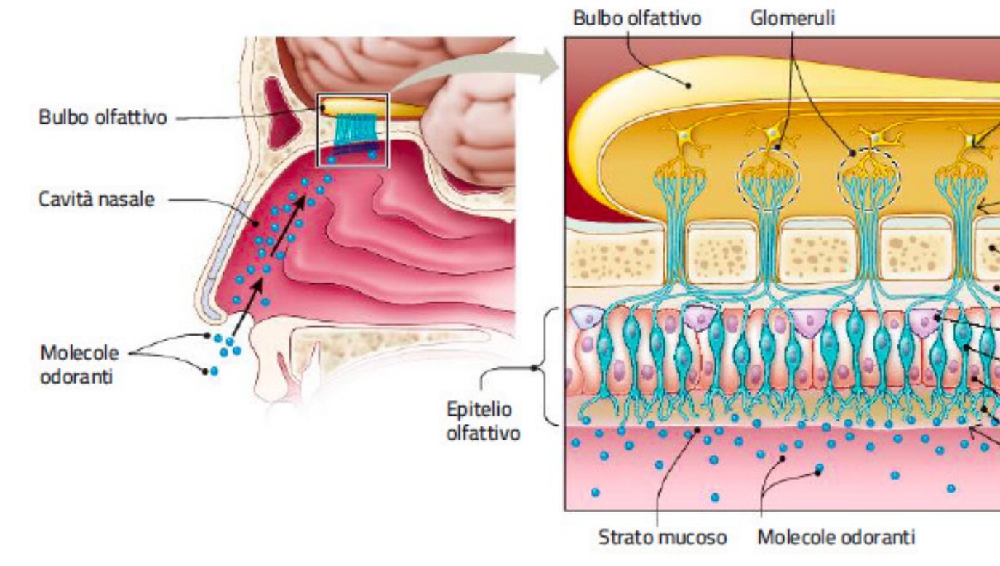 Bulbo olfattivo
Glomeruli
Bulbo olfattivo
Cavità nasale
Molecole
odoranti
Epitelio
olfattivo
Strato mucoso
Molecole odoranti